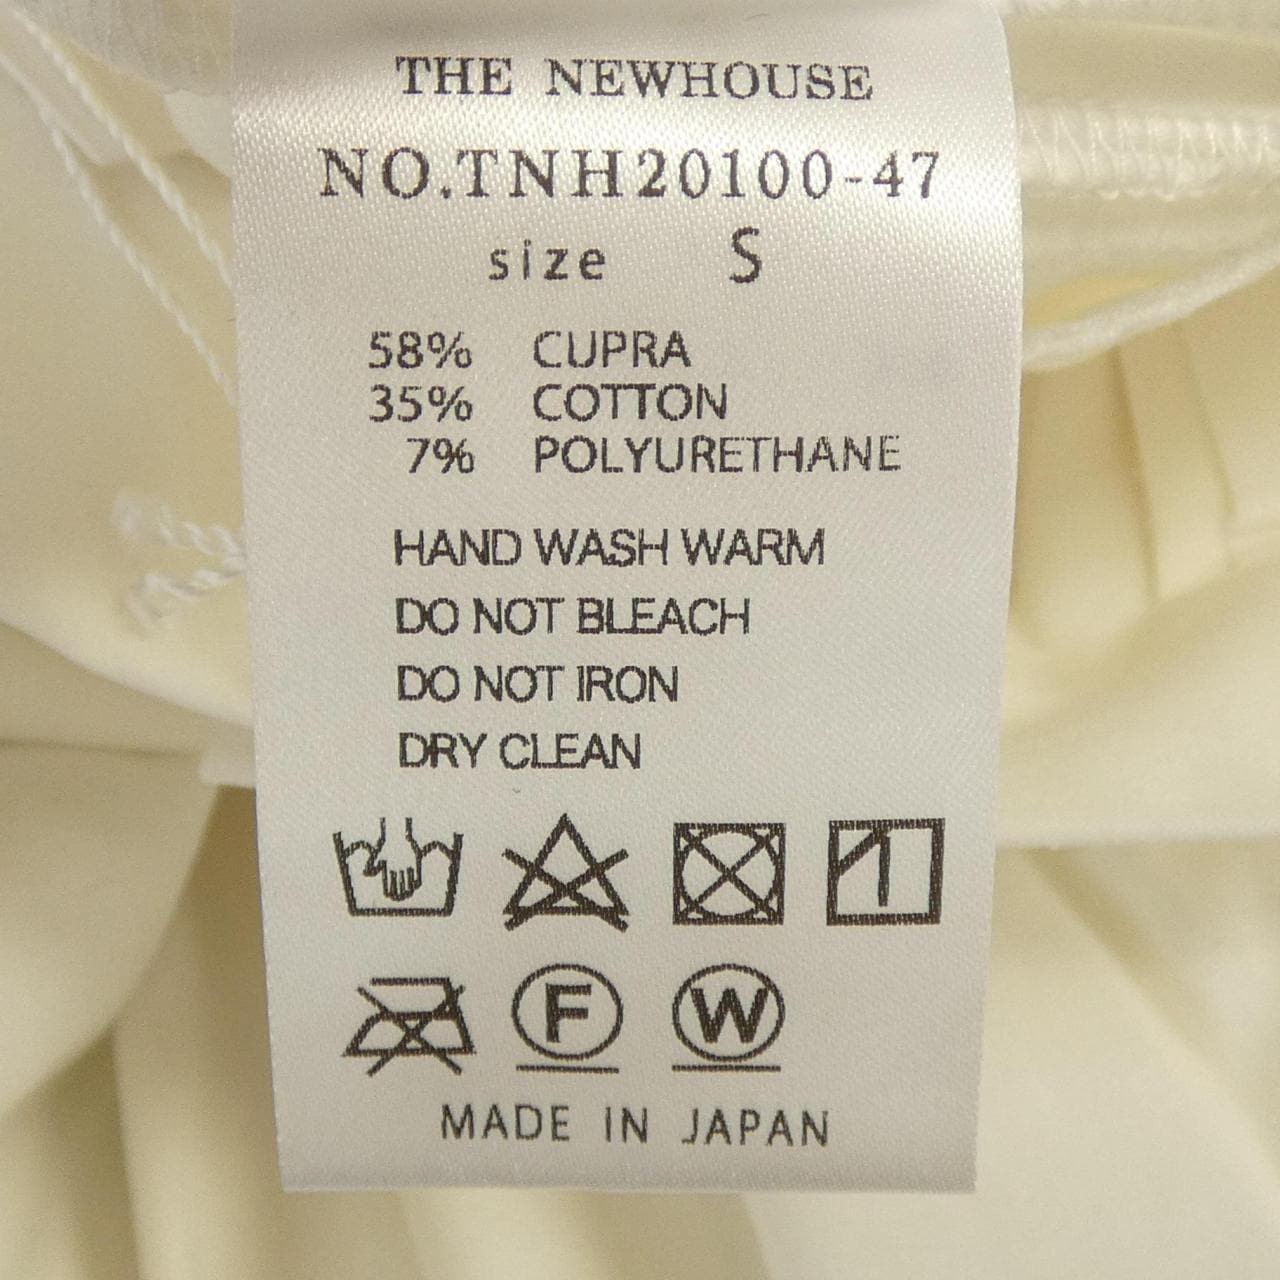 THE NEWHOUSE
NO.TNH20100-47
size S
58% CUPRA
35% COTTON
7% POLYURETHANE
HAND WASH WARM
DO NOT BLEACH
DO NOT IRON
DRY CLEAN
F W
MADE IN JAPAN